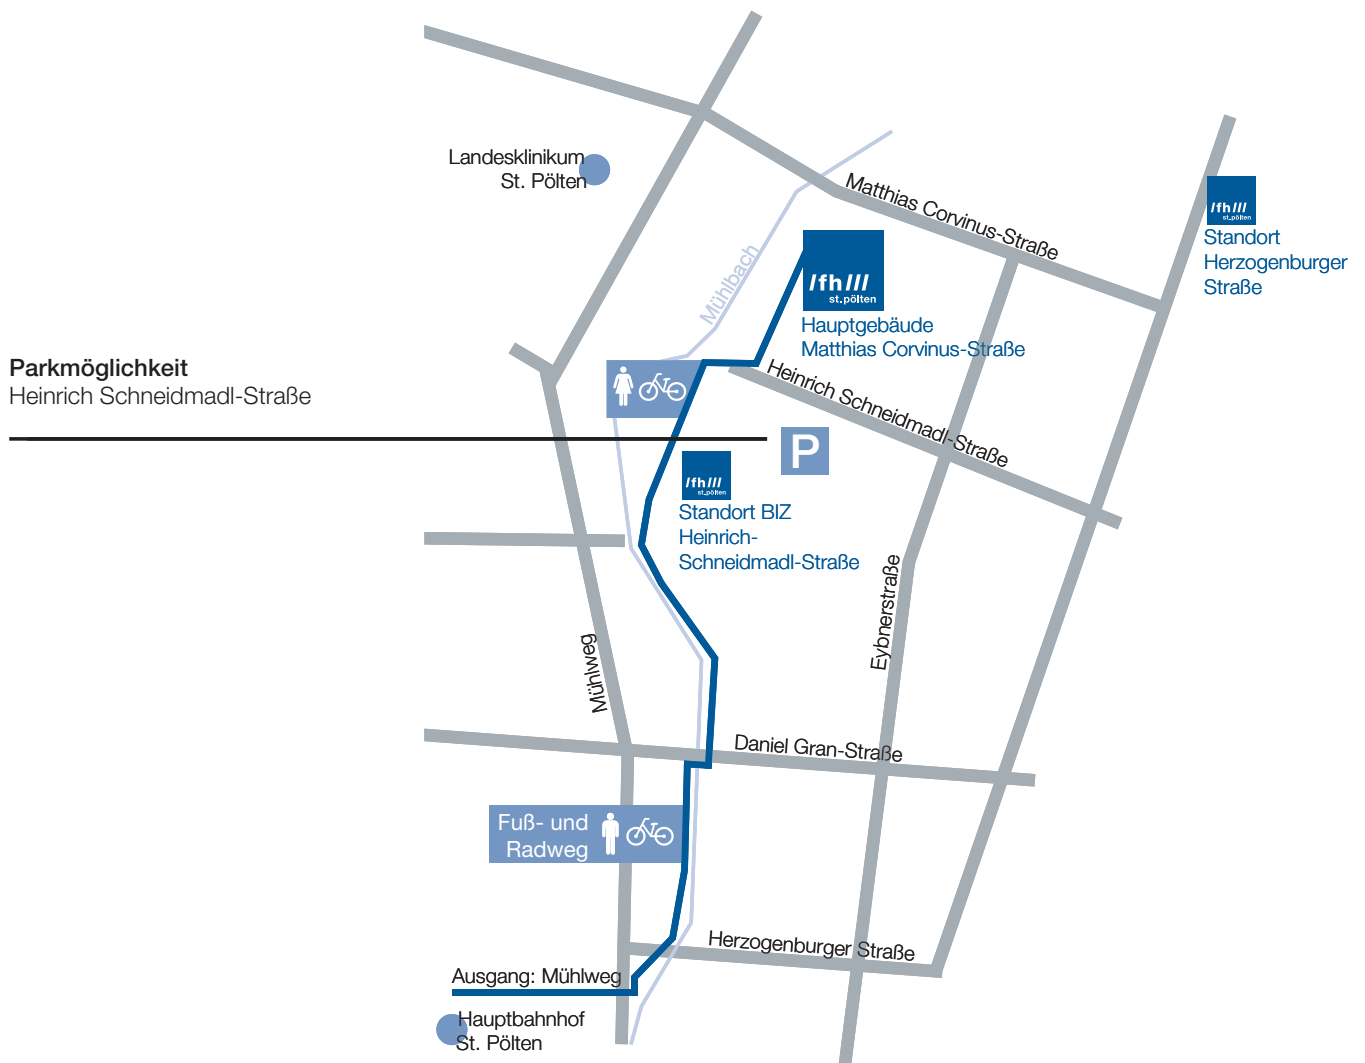 Landesklinikum
St. Pölten
Matthias Corvinus-Straße
/fh///
st.pölten
Standort
Herzogenburger
Straße
Mühlbach
/fh///
st.pölten
Hauptgebäude
Matthias Corvinus-Straße
Parkmöglichkeit
Heinrich Schneidmadl-Straße
Heinrich Schneidmadl-Straße
P
/fh///
st.pölten
Standort BIZ
Heinrich-
Schneidmadl-Straße
Eybnerstraße
Mühlweg
Daniel Gran-Straße
Fuß- und
Radweg
Herzogenburger Straße
Ausgang: Mühlweg
Hauptbahnhof
St. Pölten